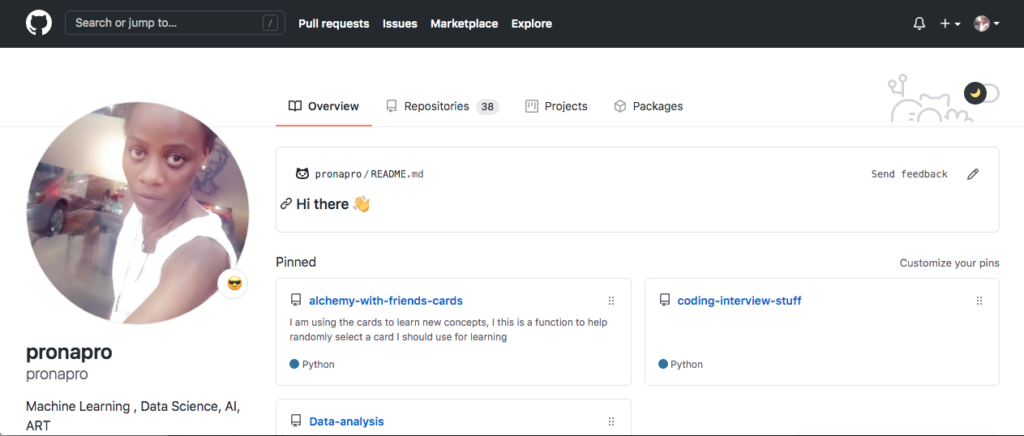 Search or jump to... / Pull requests Issues Marketplace Explore
Overview Repositories 38 Projects Packages
pronapro/README.md Send feedback
Hi there 👋
Pinned Customize your pins
alchemy-with-friends-cards
I am using the cards to learn new concepts, I this is a function to help
randomly select a card I should use for learning
Python
coding-interview-stuff
Python
Data-analysis
pronapro
pronapro
Machine Learning , Data Science, AI,
ART